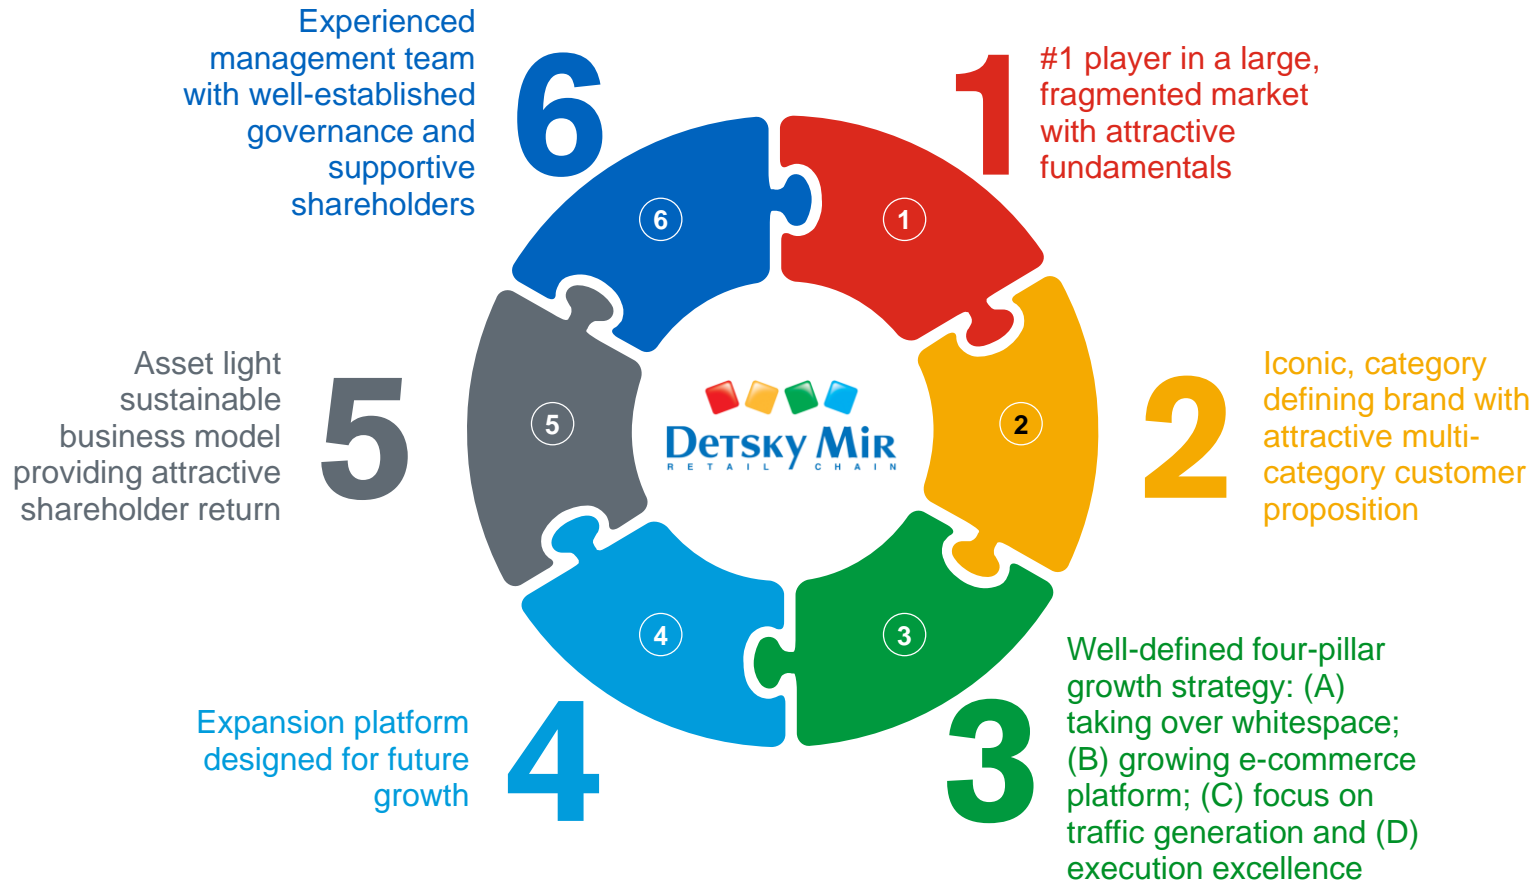 1
#1 player in a large,
fragmented market
with attractive
fundamentals
2
Iconic, category
defining brand with
attractive multi-
category customer
proposition
3
Well-defined four-pillar
growth strategy: (A)
taking over whitespace;
(B) growing e-commerce
platform; (C) focus on
traffic generation and (D)
execution excellence
4
Expansion platform
designed for future
growth
5
Asset light
sustainable
business model
providing attractive
shareholder return
6
Experienced
management team
with well-established
governance and
supportive
shareholders
1
2
3
4
5
6
Detsky Mir
RETAIL CHAIN